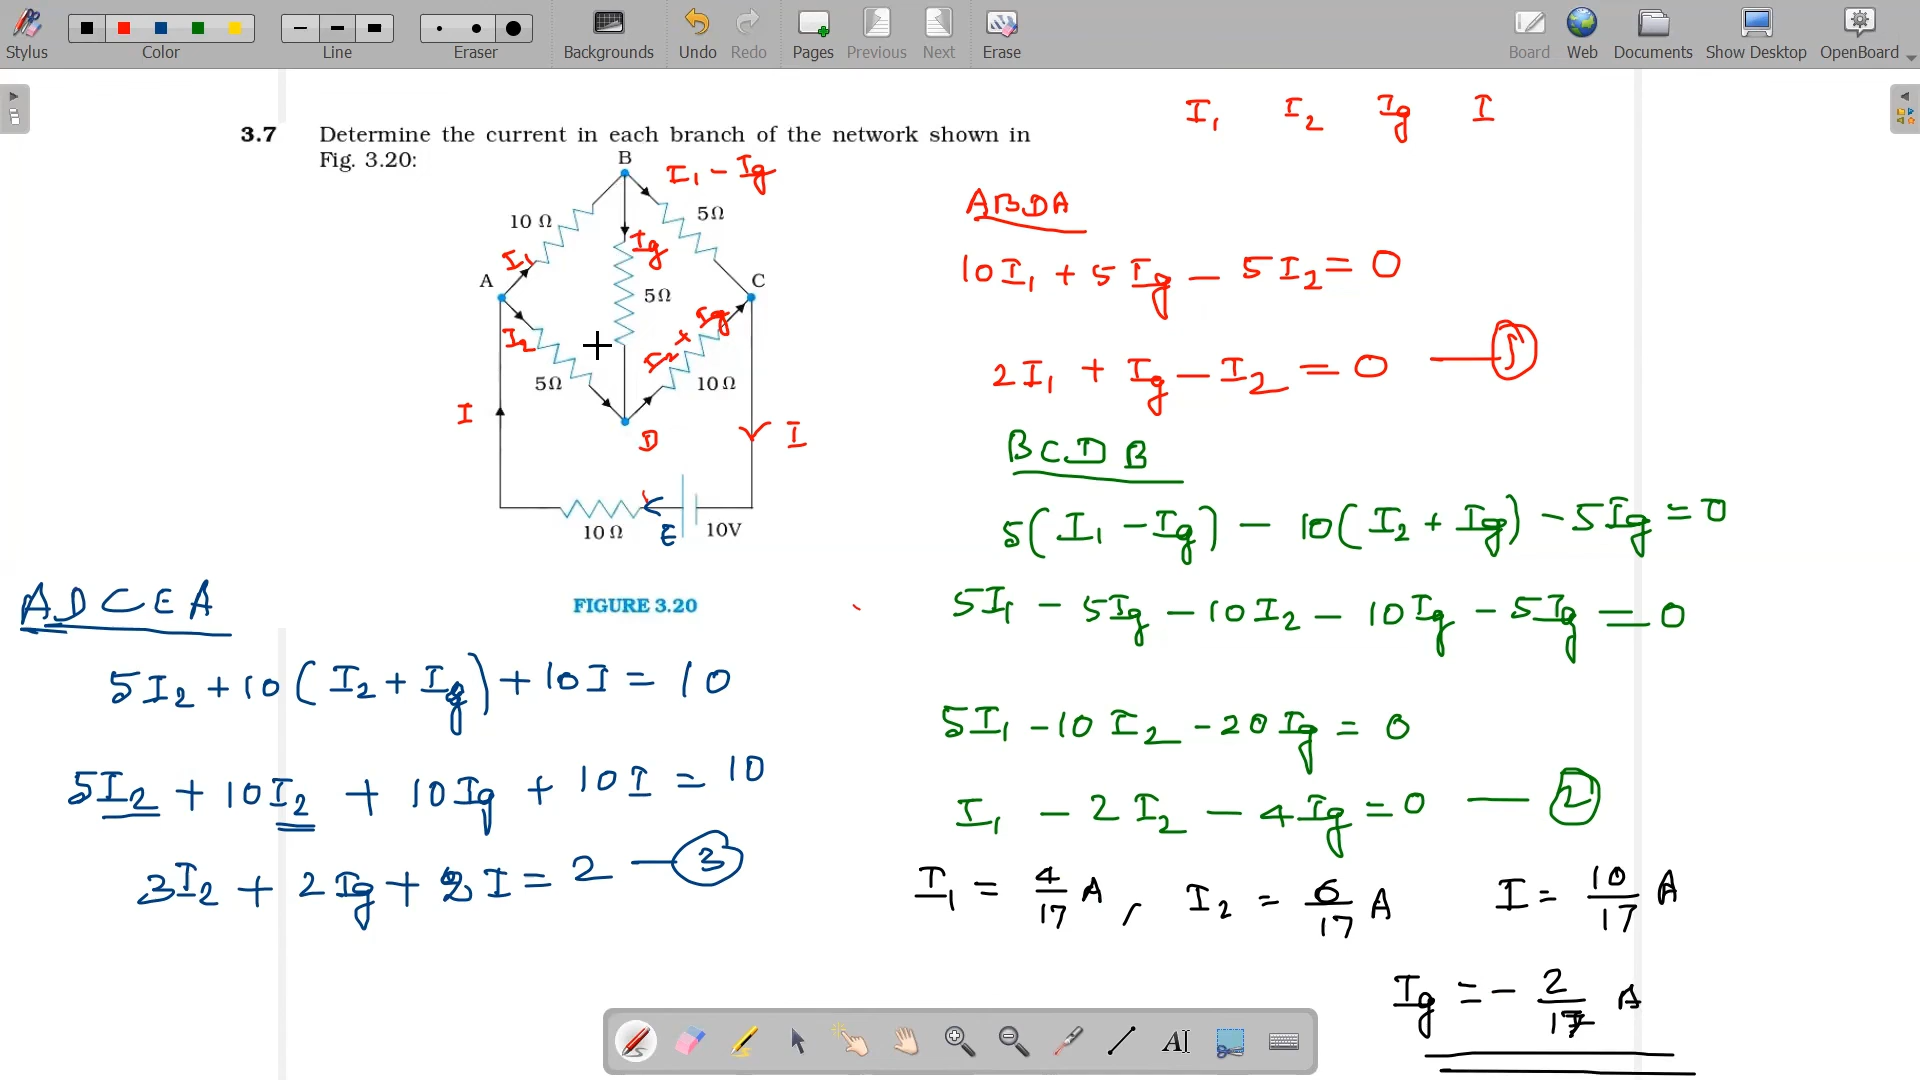 Stylus Color Line Eraser Backgrounds Undo Redo Pages Previous Next Erase Board Web Documents Show Desktop OpenBoard
I₁ I₂ Ig I
3.7 Determine the current in each branch of the network shown in
Fig. 3.20:
B
I₁ - Ig
10 Ω
5Ω
I₁
Ig
A
C
5Ω
I₂
I₂ + Ig
5Ω
10 Ω
I
D
I
10 Ω
E
10V
FIGURE 3.20
ABDA
10I₁ + 5Ig - 5I₂ = 0
2I₁ + Ig - I₂ = 0 — 1
BCDB
5(I₁ - Ig) - 10(I₂ + Ig) - 5Ig = 0
5I₁ - 5Ig - 10I₂ - 10Ig - 5Ig = 0
5I₁ - 10I₂ - 20Ig = 0
I₁ - 2I₂ - 4Ig = 0 — 2
ADCEA
5I₂ + 10(I₂ + Ig) + 10I = 10
5I₂ + 10I₂ + 10Ig + 10I = 10
3I₂ + 2Ig + 2I = 2 — 3
I₁ = 4/17 A, I₂ = 6/17 A I = 10/17 A
Ig = - 2/17 A